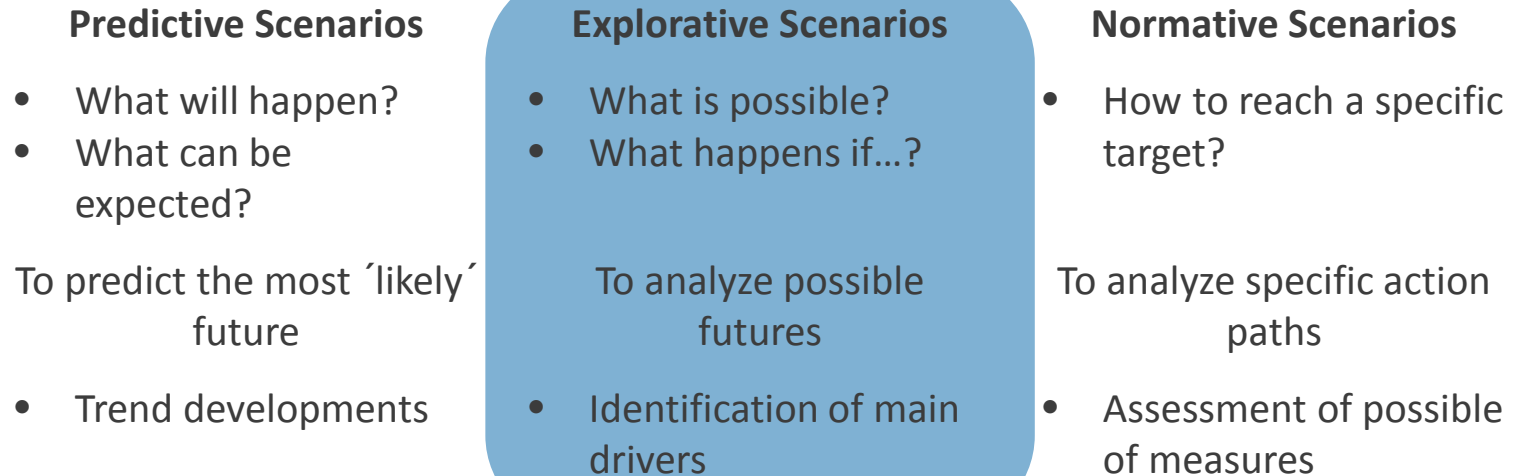 Predictive Scenarios
• What will happen?
• What can be
expected?
To predict the most ´likely´
future
• Trend developments
Explorative Scenarios
• What is possible?
• What happens if…?
To analyze possible
futures
• Identification of main
drivers
Normative Scenarios
• How to reach a specific
target?
To analyze specific action
paths
• Assessment of possible
of measures